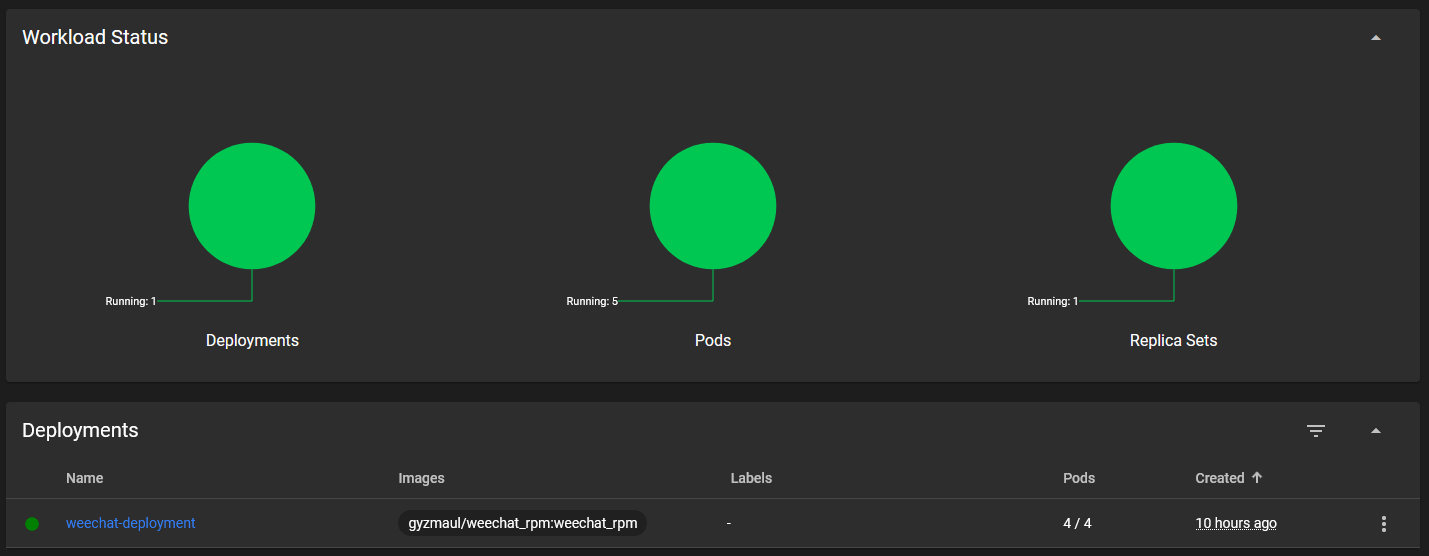 Workload Status
Running: 1 Running: 5 Running: 1
Deployments Pods Replica Sets
Deployments
Name Images Labels Pods Created
weechat-deployment gyzmaul/weechat_rpm:weechat_rpm - 4 / 4 10 hours ago